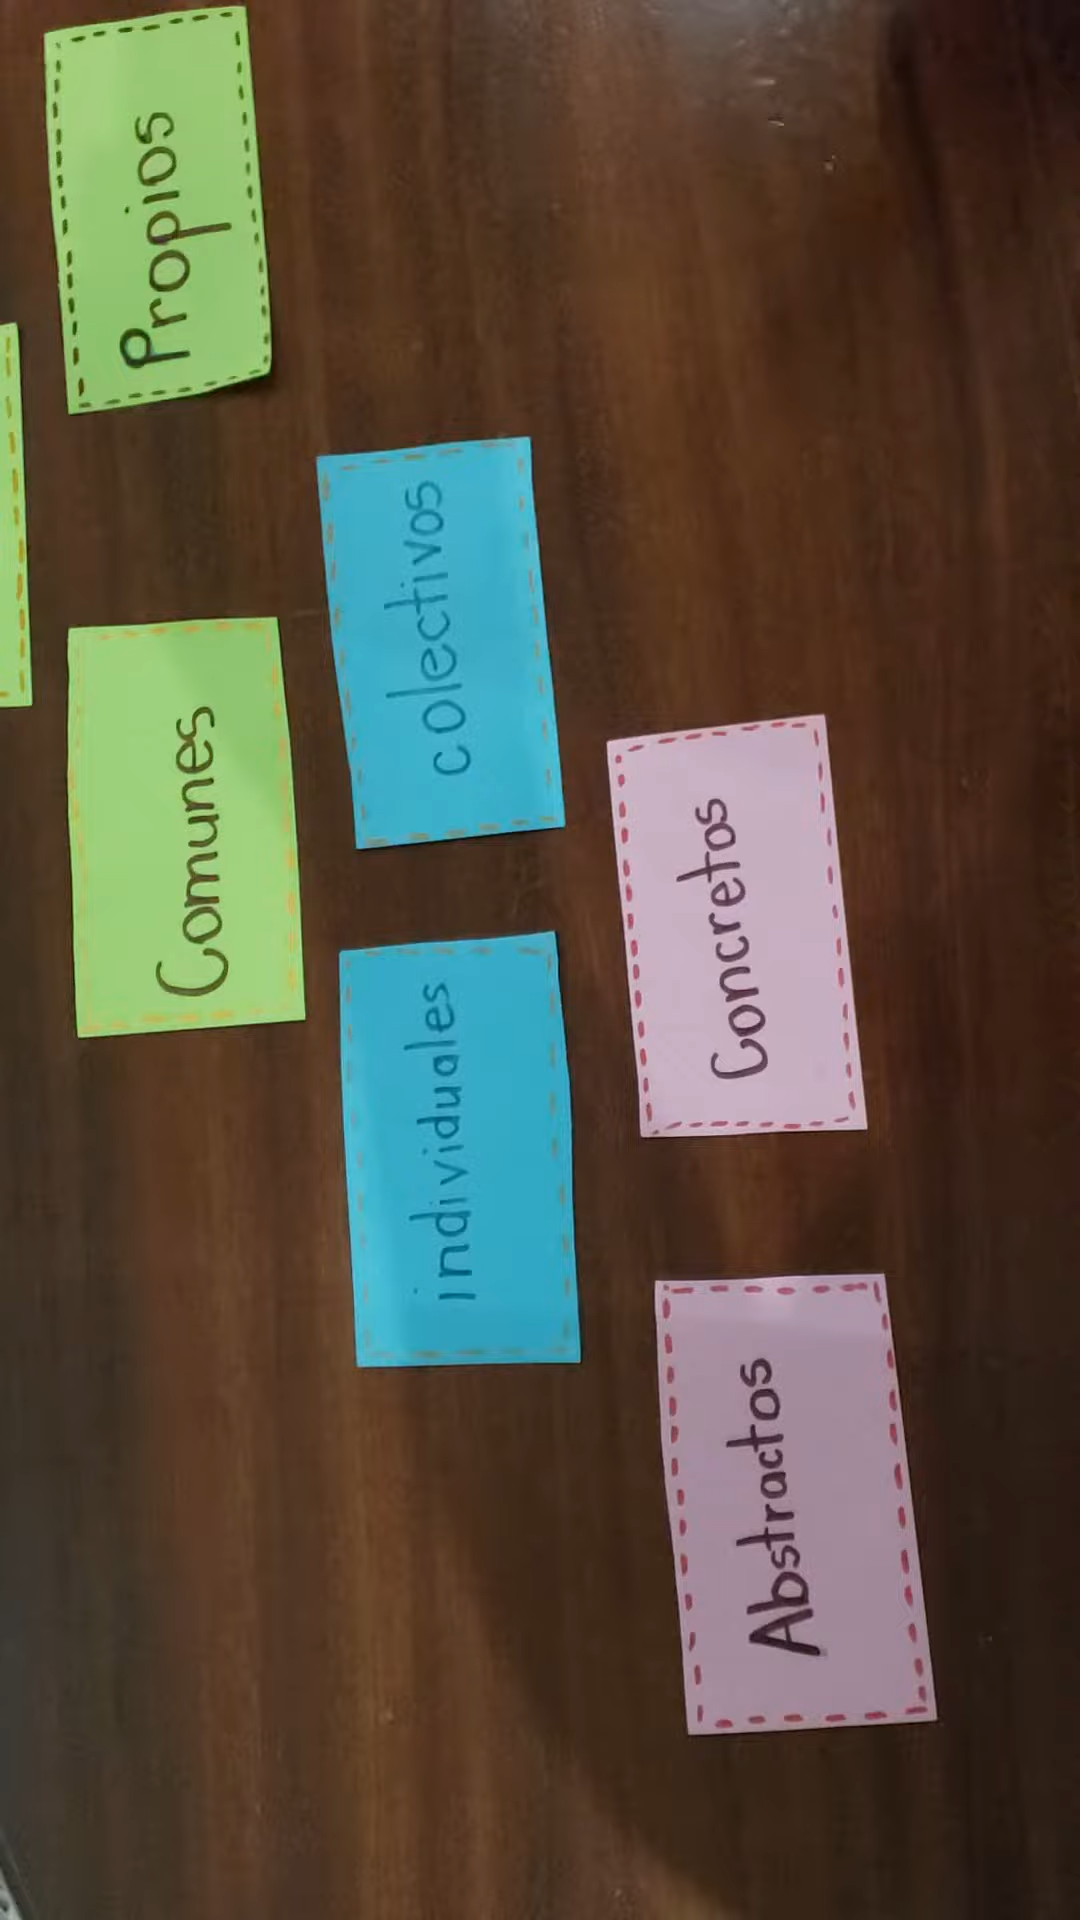 Comunes
Propios
individuales
colectivos
Abstractos
Concretos